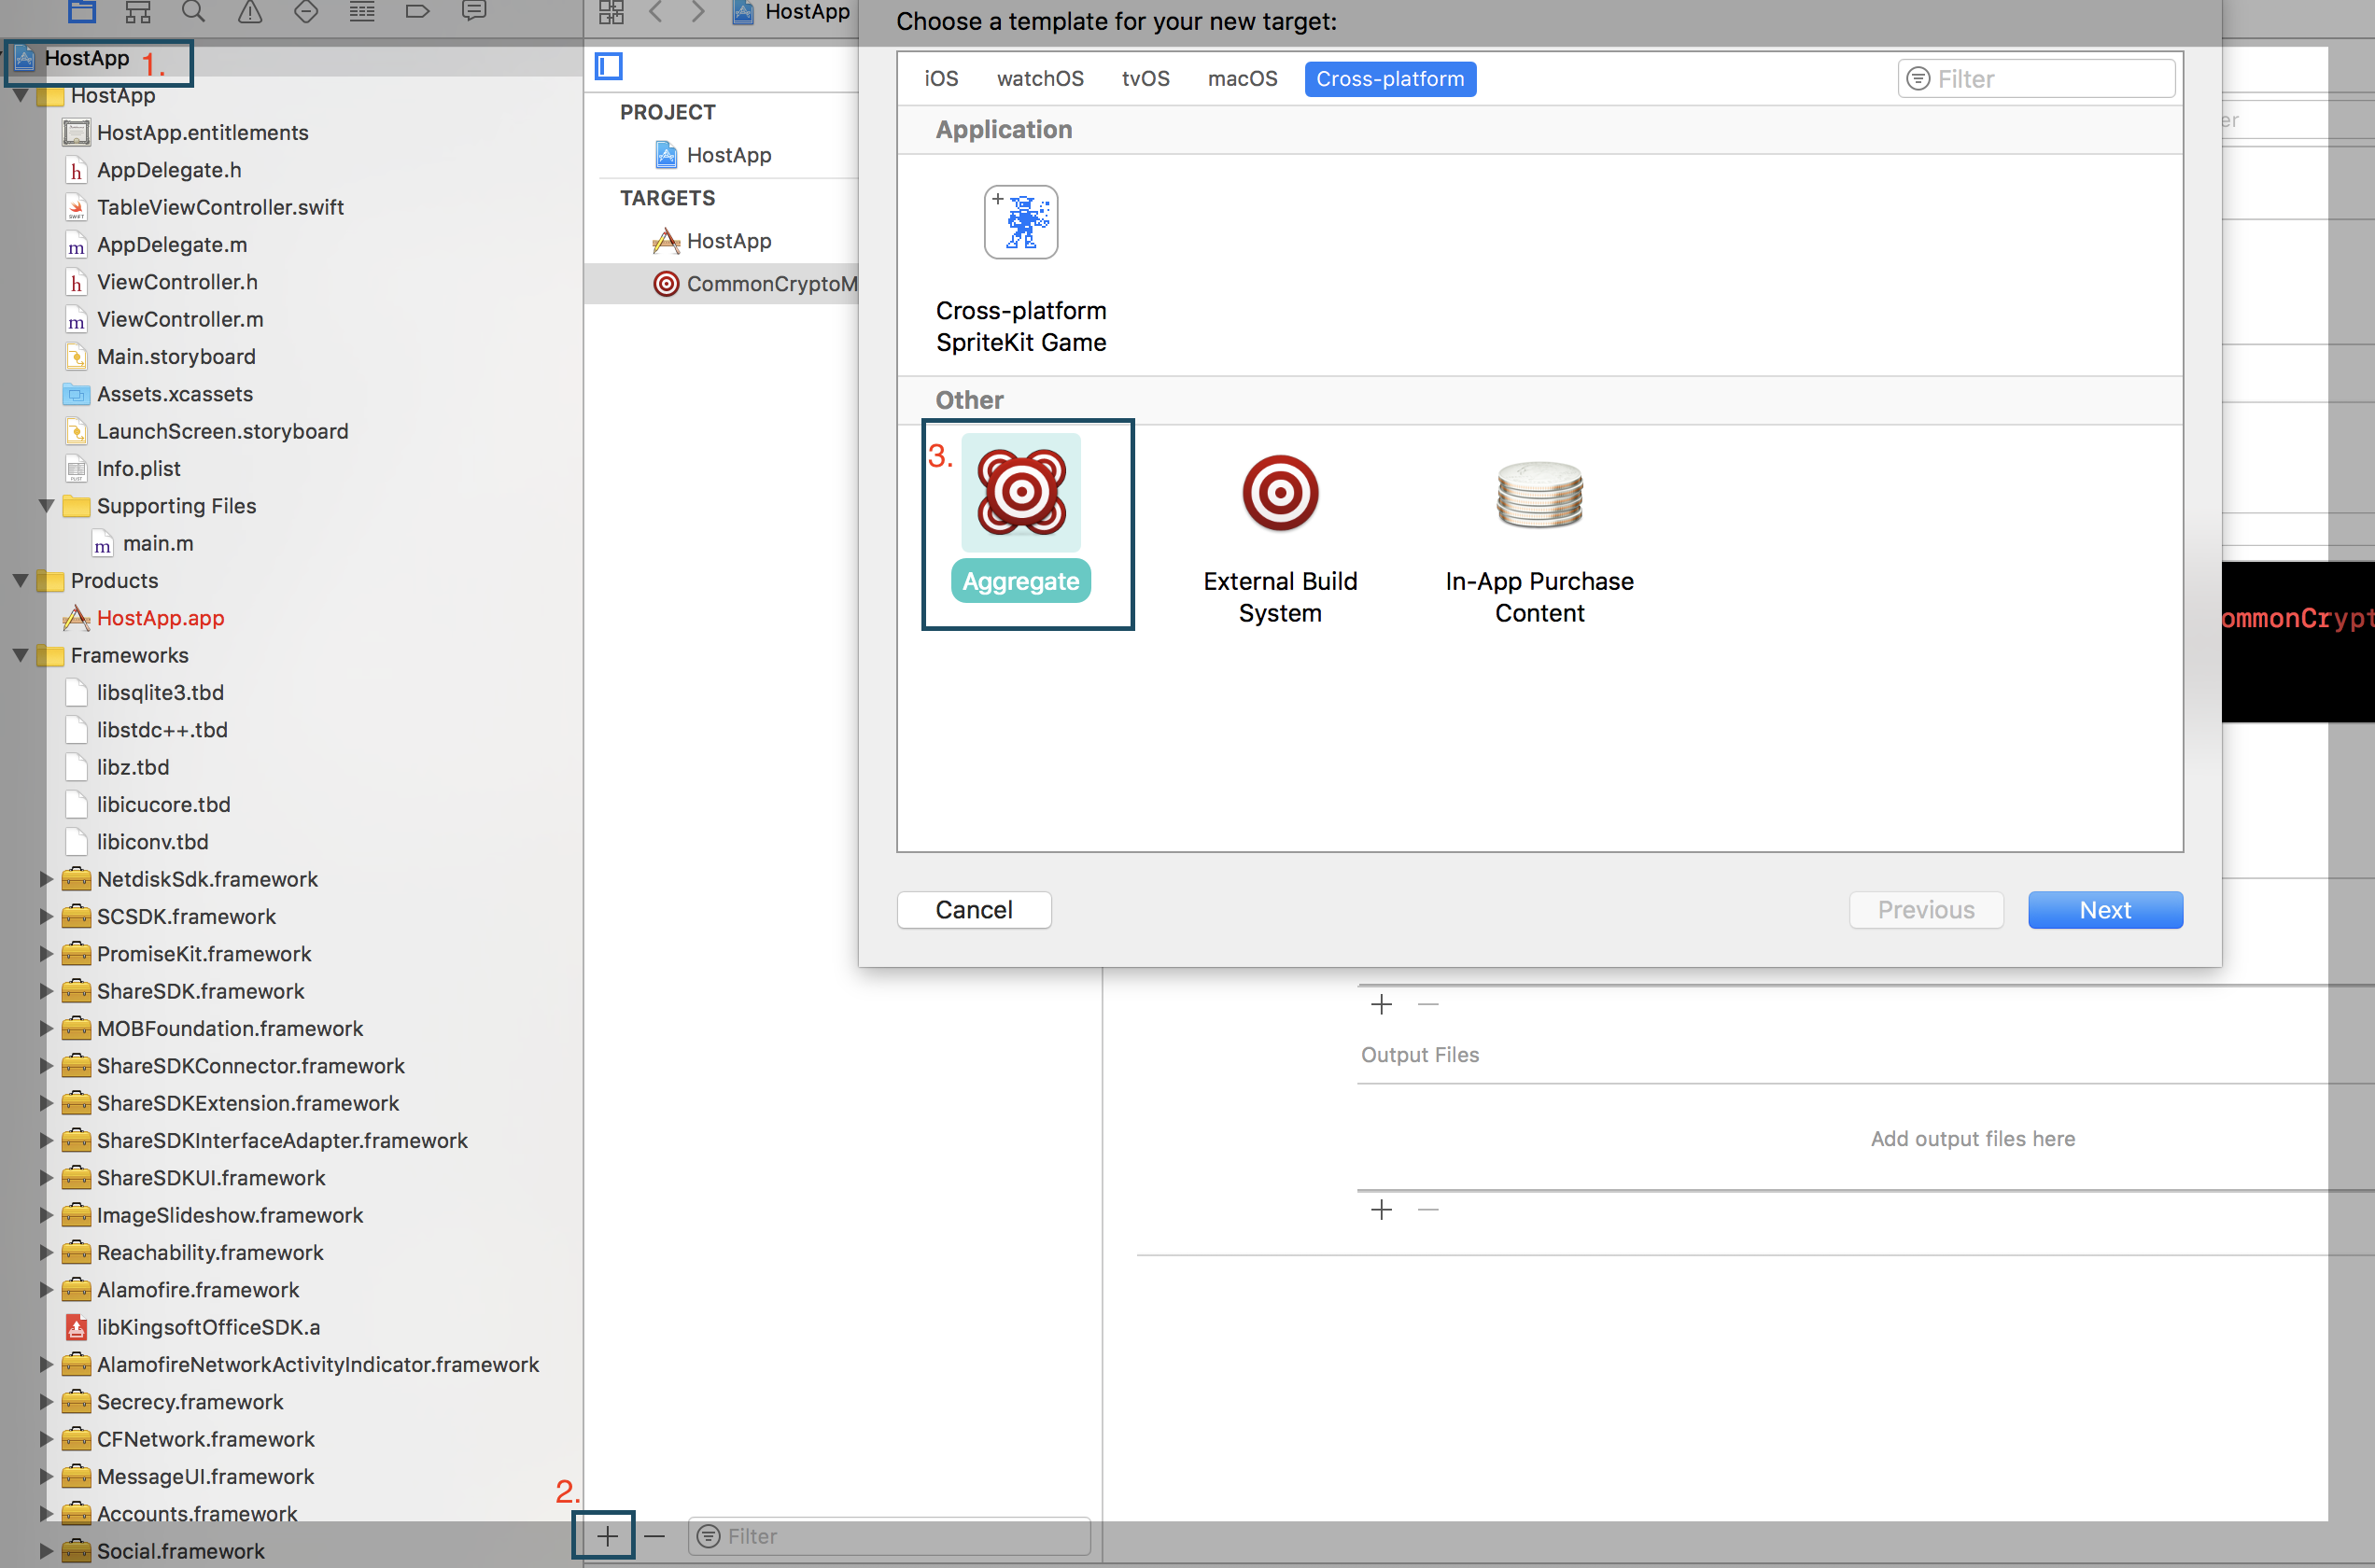 HostApp
1.
HostApp
HostApp.entitlements
AppDelegate.h
TableViewController.swift
AppDelegate.m
ViewController.h
ViewController.m
Main.storyboard
Assets.xcassets
LaunchScreen.storyboard
Info.plist
Supporting Files
main.m
Products
HostApp.app
Frameworks
libsqlite3.tbd
libstdc++.tbd
libz.tbd
libicucore.tbd
libiconv.tbd
NetdiskSdk.framework
SCSDK.framework
PromiseKit.framework
ShareSDK.framework
MOBFoundation.framework
ShareSDKConnector.framework
ShareSDKExtension.framework
ShareSDKInterfaceAdapter.framework
ShareSDKUI.framework
ImageSlideshow.framework
Reachability.framework
Alamofire.framework
libKingsoftOfficeSDK.a
AlamofireNetworkActivityIndicator.framework
Secrecy.framework
CFNetwork.framework
MessageUI.framework
Accounts.framework
Social.framework
HostApp
PROJECT
HostApp
TARGETS
HostApp
CommonCryptoM
2.
Filter
Choose a template for your new target:
iOS watchOS tvOS macOS Cross-platform Filter
Application
Cross-platform
SpriteKit Game
Other
3.
Aggregate
External Build
System
In-App Purchase
Content
Cancel Previous Next
er
ommonCrypt
Output Files
Add output files here